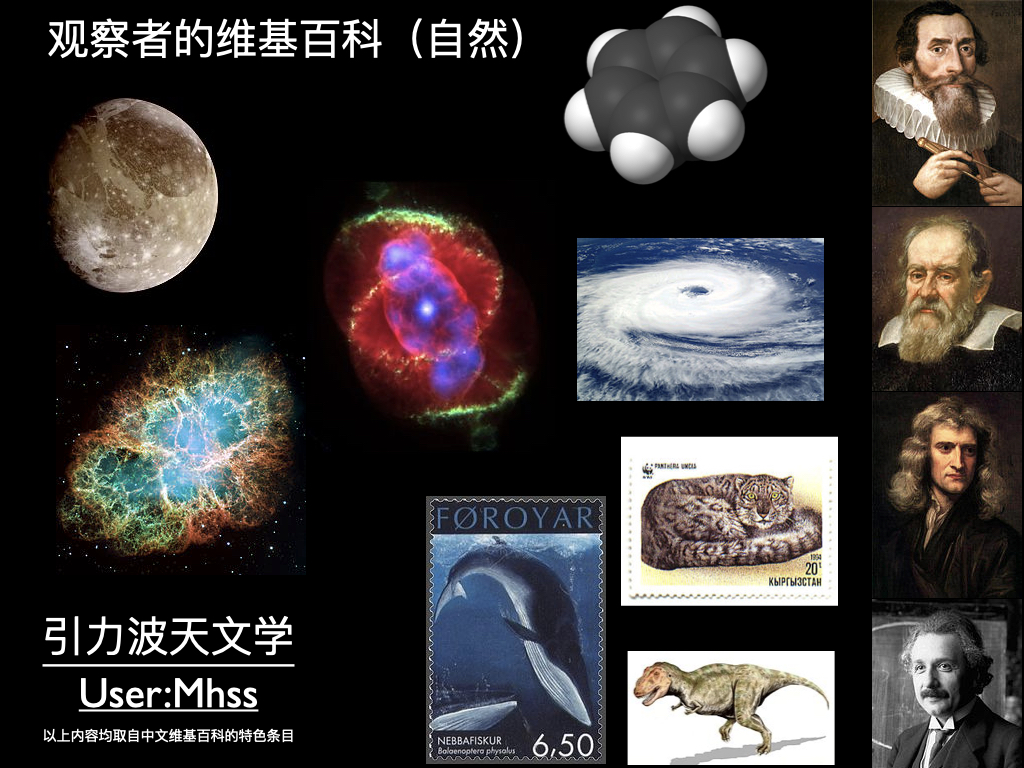 观察者的维基百科（自然）
PANTHERA UNCIA
1994
20т
КЫРГЫЗСТАН
FØROYAR
NEBBAFISKUR
Balaenoptera physalus
6,50
引力波天文学
User:Mhss
以上内容均取自中文维基百科的特色条目